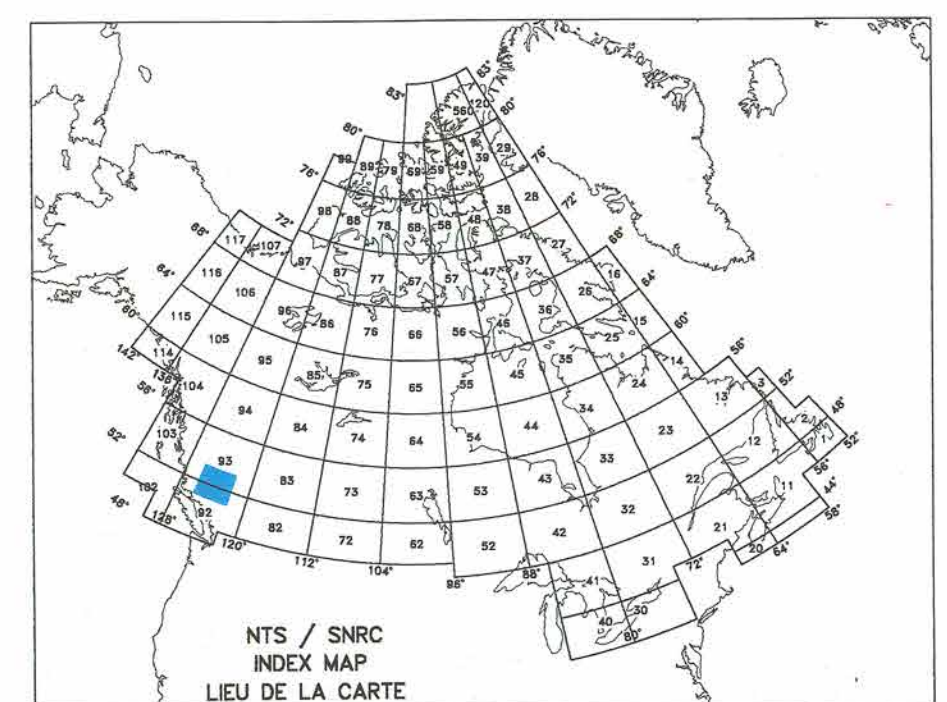 83° 83°
560 120 80°
80° 99 89 79 69 59 49 39 29 76°
76° 98 88 78 68 58 48 38 28 72°
68° 117 107 72° 97 87 77 67 57 47 37 27 68°
64° 116 106 96 86 76 66 56 46 36 26 16 64°
60° 115 105 95 85 75 65 55 45 35 25 15 60°
142° 114 138° 104 94 84 74 64 54 44 34 24 14 56°
56° 103 93 83 73 63 53 43 33 23 13 3 52°
52° 102 92 82 72 62 52 42 32 22 12 2 1 48°
48° 128° 120° 112° 104° 96° 88° 41 31 21 11 52°
56° 44° 58°
72° 20 64°
40 30 80°
NTS / SNRC
INDEX MAP
LIEU DE LA CARTE